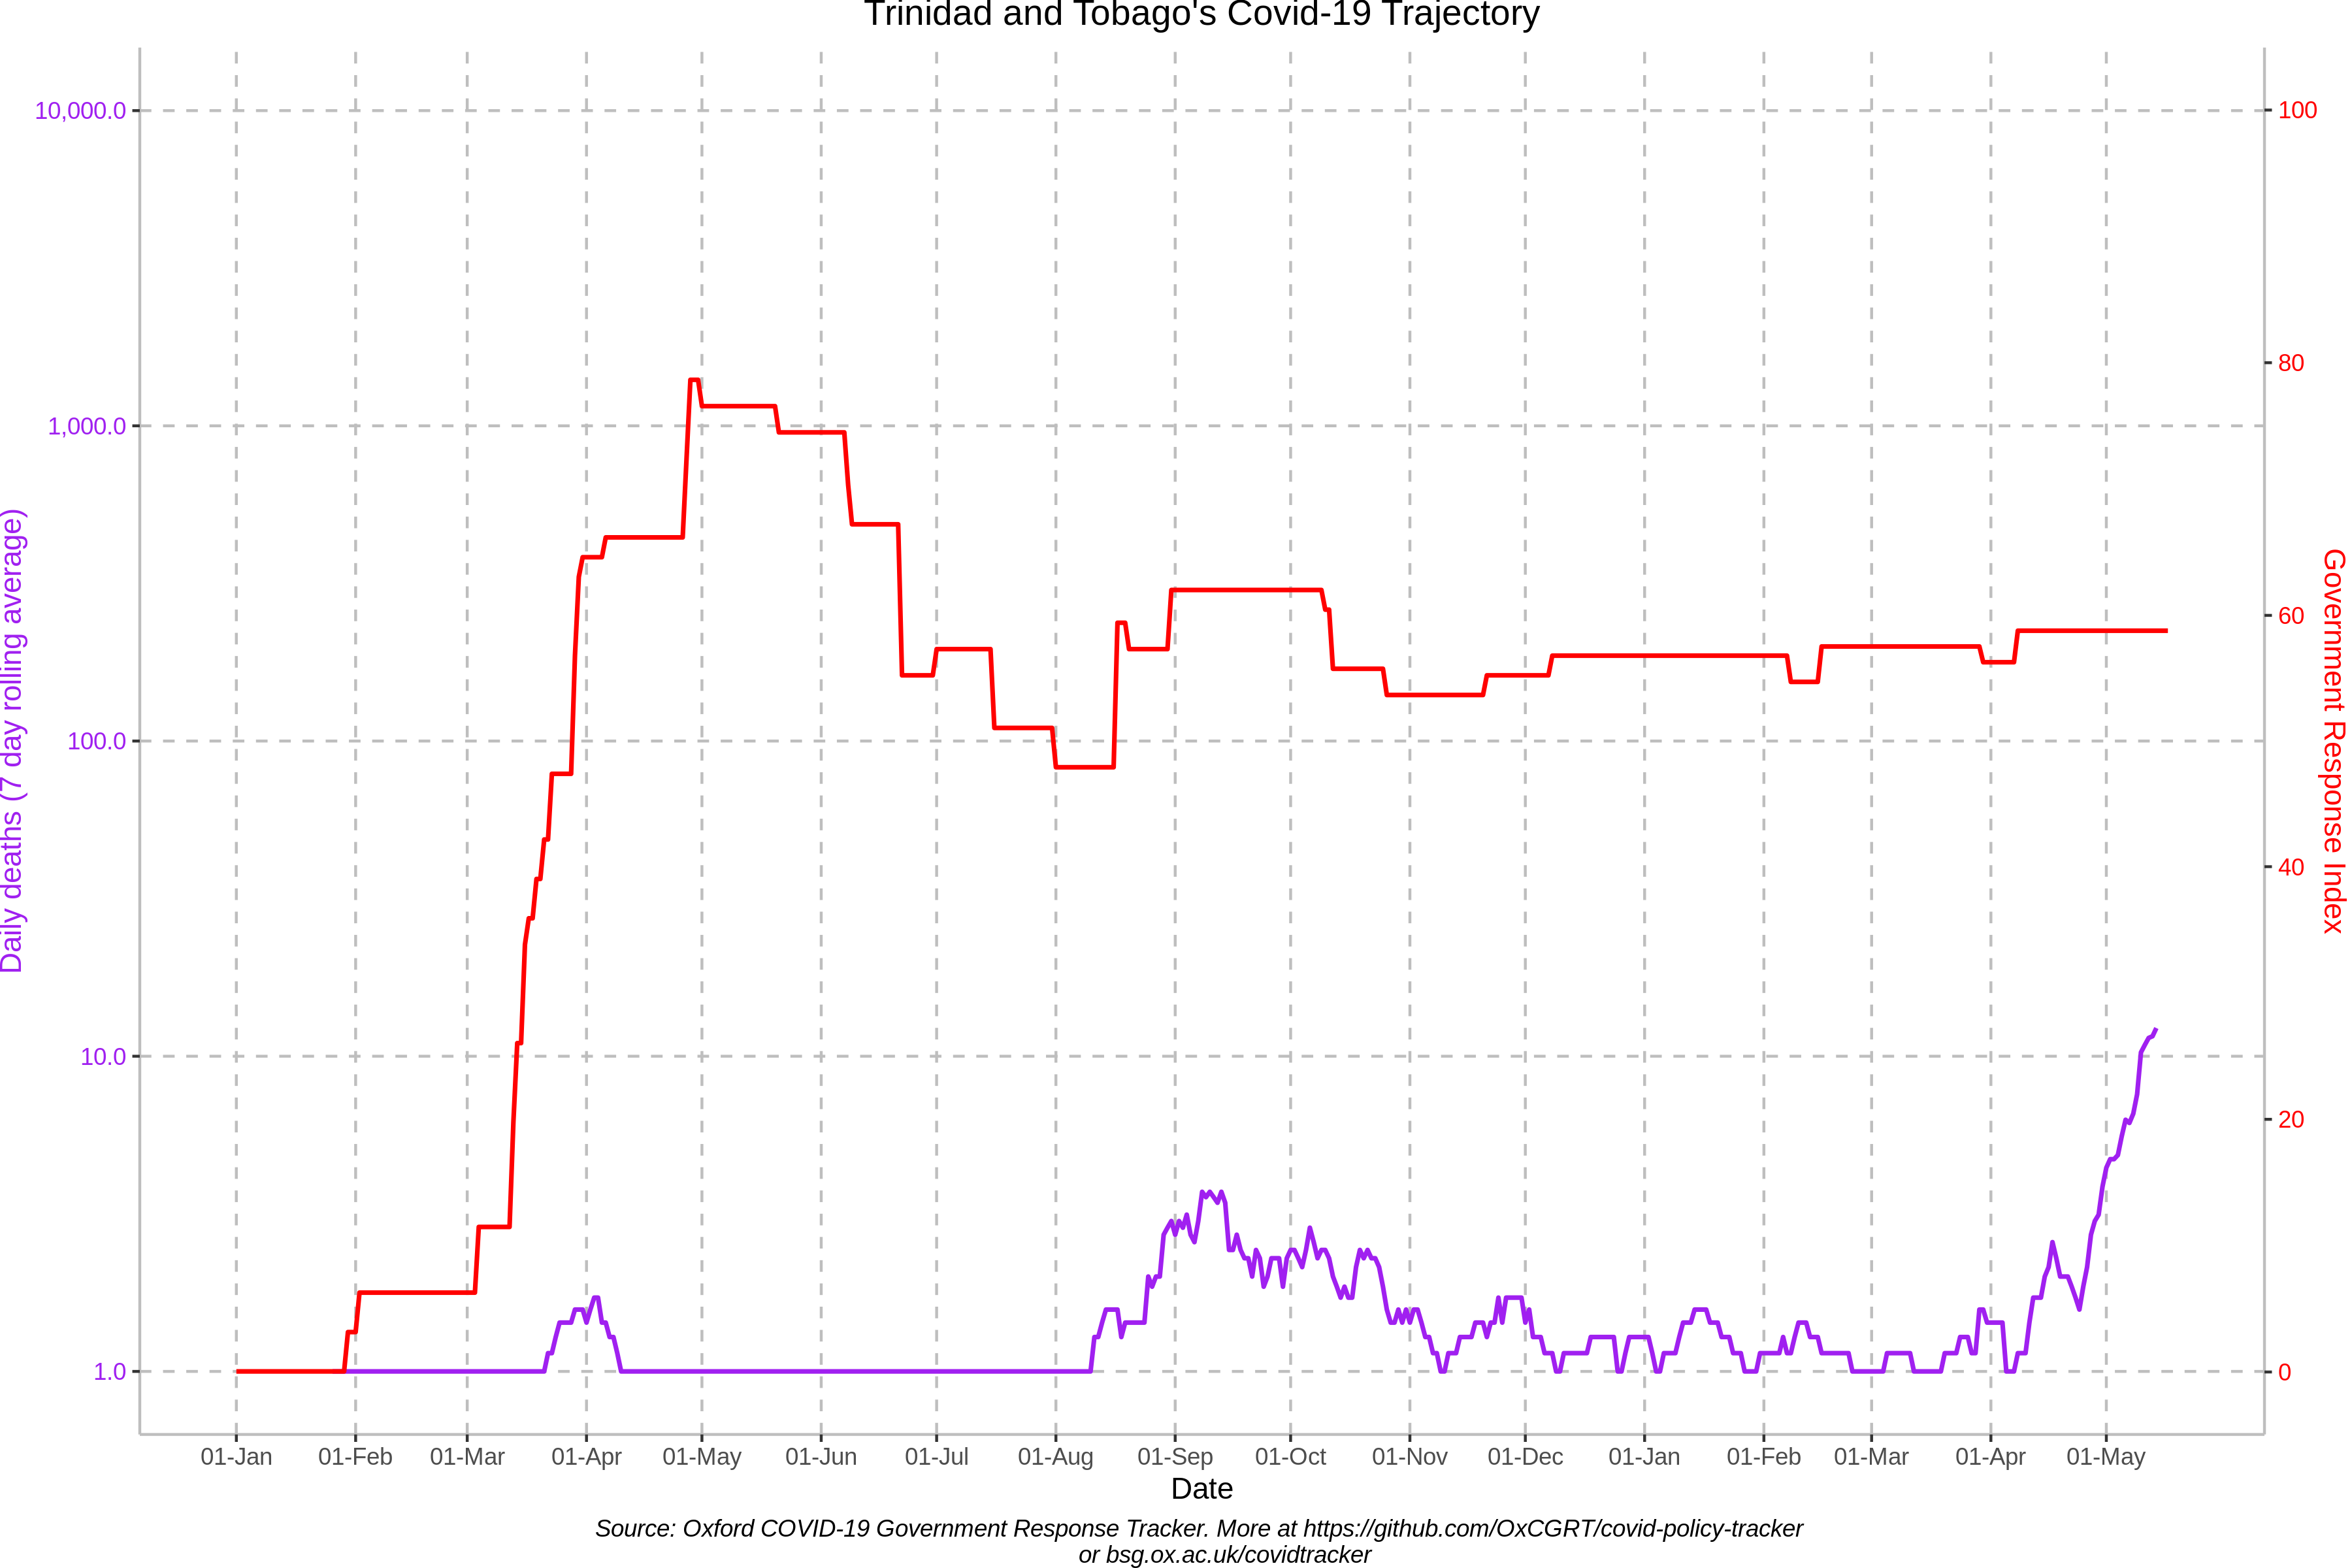 Trinidad and Tobago's Covid-19 Trajectory
10,000.0
1,000.0
100.0
10.0
1.0
Daily deaths (7 day rolling average)
100
80
60
40
20
0
Government Response Index
01-Jan 01-Feb 01-Mar 01-Apr 01-May 01-Jun 01-Jul 01-Aug 01-Sep 01-Oct 01-Nov 01-Dec 01-Jan 01-Feb 01-Mar 01-Apr 01-May
Date
Source: Oxford COVID-19 Government Response Tracker. More at https://github.com/OxCGRT/covid-policy-tracker
or bsg.ox.ac.uk/covidtracker